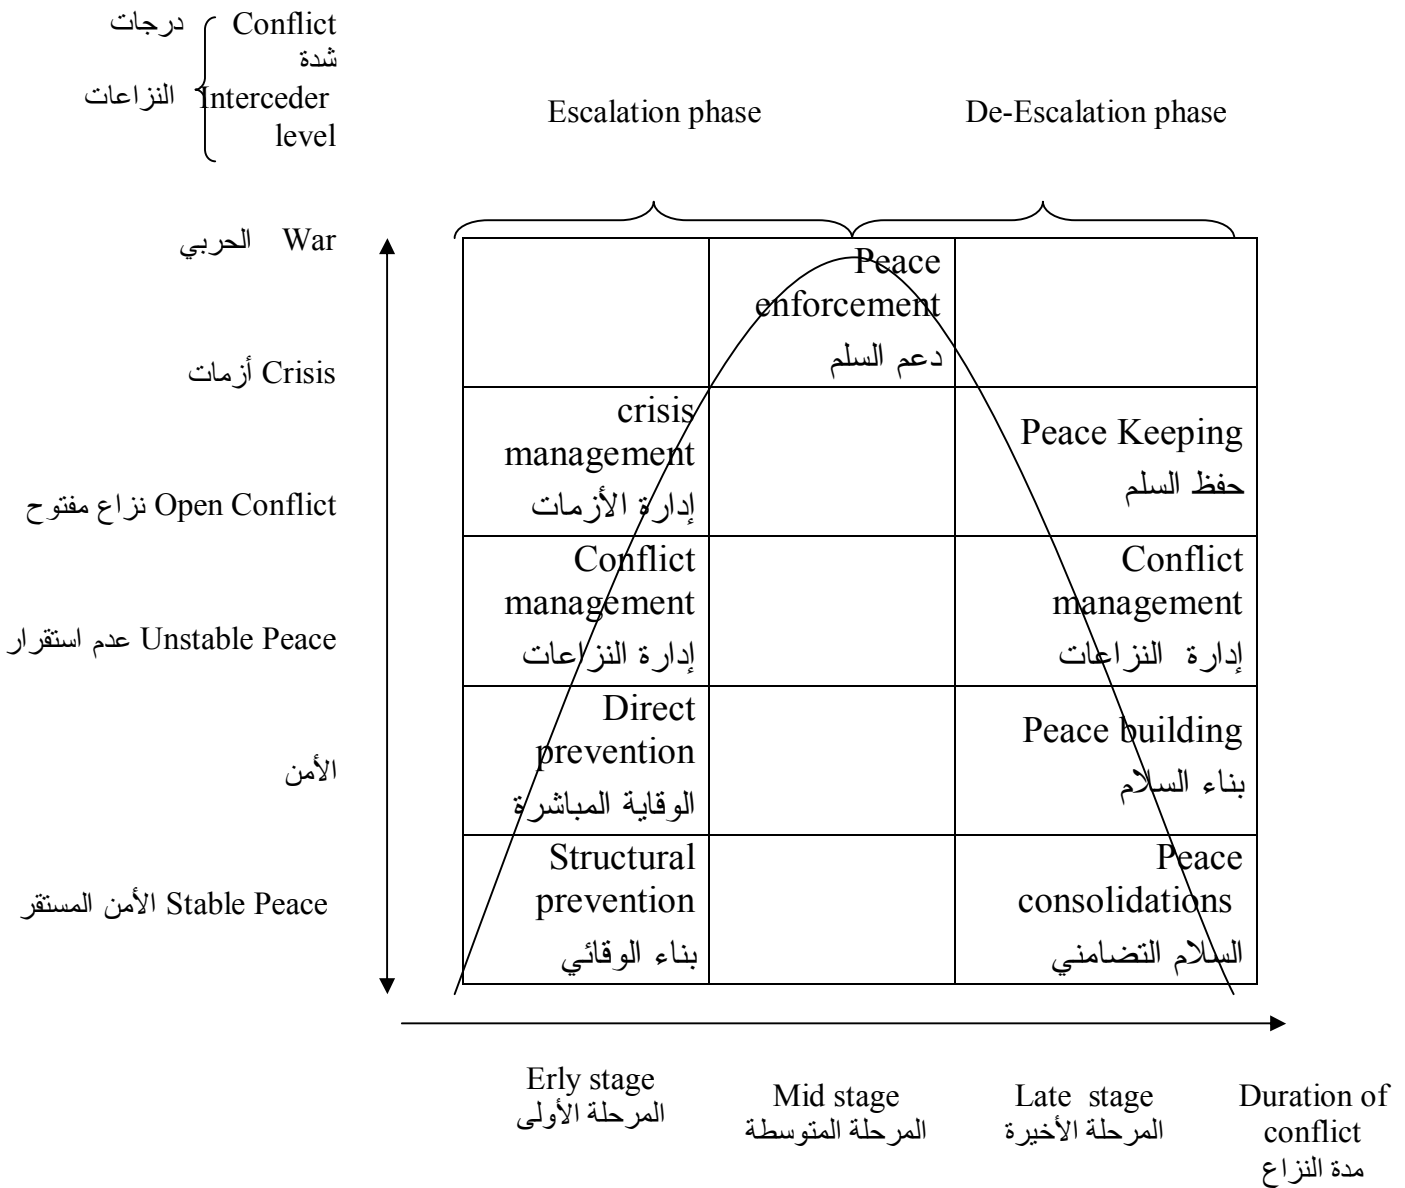 درجات Conflict
شدة
النزاعات Interceder
level
Escalation phase
De-Escalation phase
الحربي War
Crisis أزمات
Open Conflict نزاع مفتوح
Unstable Peace عدم استقرار
الأمن
Stable Peace الأمن المستقر
Peace
enforcement
دعم السلم
crisis
management
إدارة الأزمات
Peace Keeping
حفظ السلم
Conflict
management
إدارة النزاعات
Conflict
management
إدارة النزاعات
Direct
prevention
الوقاية المباشرة
Peace building
بناء السلام
Structural
prevention
بناء الوقائي
Peace
consolidations
السلام التضامني
Erly stage
المرحلة الأولى
Mid stage
المرحلة المتوسطة
Late stage
المرحلة الأخيرة
Duration of
conflict
مدة النزاع